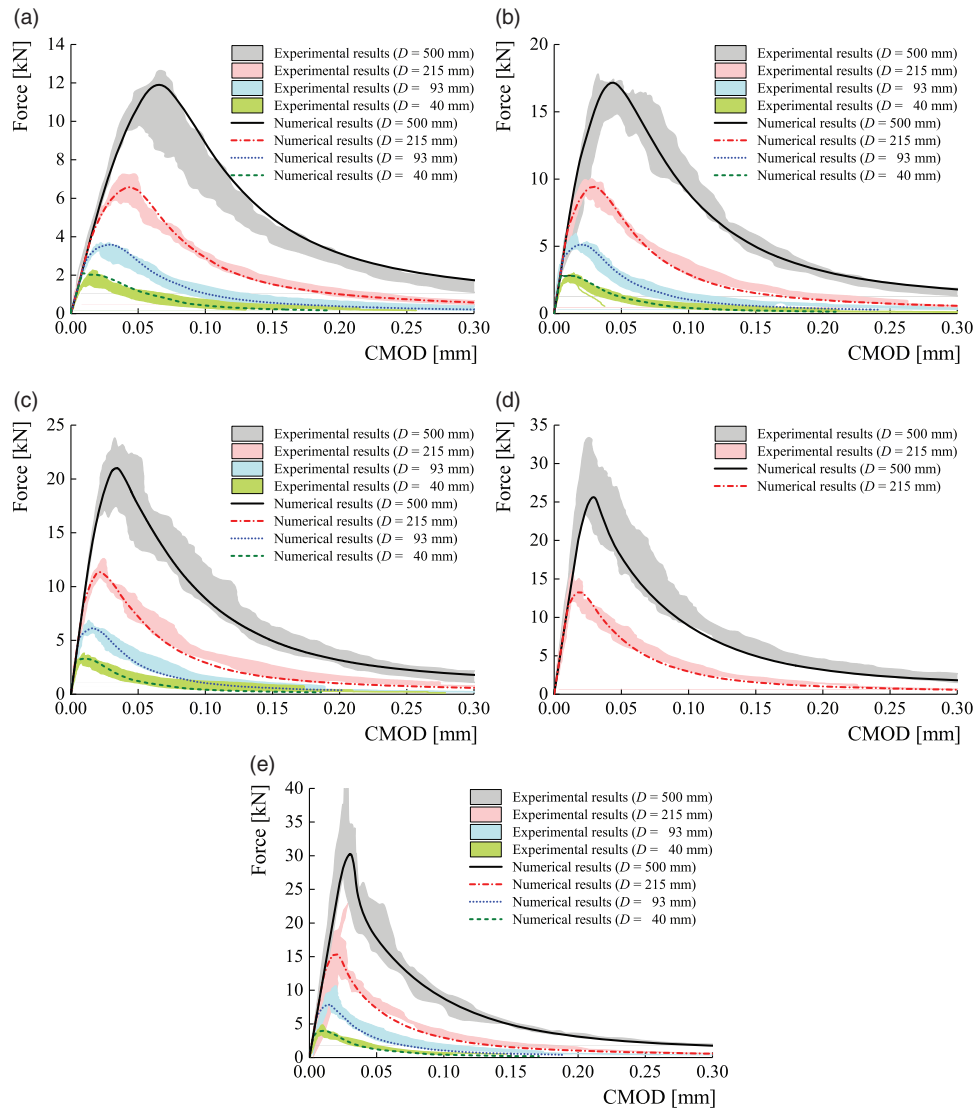 (a)
Force [kN]
14
12
10
8
6
4
2
0
0.00
0.05
0.10
0.15
0.20
0.25
0.30
CMOD [mm]
Experimental results (D = 500 mm)
Experimental results (D = 215 mm)
Experimental results (D = 93 mm)
Experimental results (D = 40 mm)
Numerical results (D = 500 mm)
Numerical results (D = 215 mm)
Numerical results (D = 93 mm)
Numerical results (D = 40 mm)
(b)
Force [kN]
20
15
10
5
0
0.00
0.05
0.10
0.15
0.20
0.25
0.30
CMOD [mm]
Experimental results (D = 500 mm)
Experimental results (D = 215 mm)
Experimental results (D = 93 mm)
Experimental results (D = 40 mm)
Numerical results (D = 500 mm)
Numerical results (D = 215 mm)
Numerical results (D = 93 mm)
Numerical results (D = 40 mm)
(c)
Force [kN]
25
20
15
10
5
0
0.00
0.05
0.10
0.15
0.20
0.25
0.30
CMOD [mm]
Experimental results (D = 500 mm)
Experimental results (D = 215 mm)
Experimental results (D = 93 mm)
Experimental results (D = 40 mm)
Numerical results (D = 500 mm)
Numerical results (D = 215 mm)
Numerical results (D = 93 mm)
Numerical results (D = 40 mm)
(d)
Force [kN]
35
30
25
20
15
10
5
0
0.00
0.05
0.10
0.15
0.20
0.25
0.30
CMOD [mm]
Experimental results (D = 500 mm)
Experimental results (D = 215 mm)
Numerical results (D = 500 mm)
Numerical results (D = 215 mm)
(e)
Force [kN]
40
35
30
25
20
15
10
5
0
0.00
0.05
0.10
0.15
0.20
0.25
0.30
CMOD [mm]
Experimental results (D = 500 mm)
Experimental results (D = 215 mm)
Experimental results (D = 93 mm)
Experimental results (D = 40 mm)
Numerical results (D = 500 mm)
Numerical results (D = 215 mm)
Numerical results (D = 93 mm)
Numerical results (D = 40 mm)